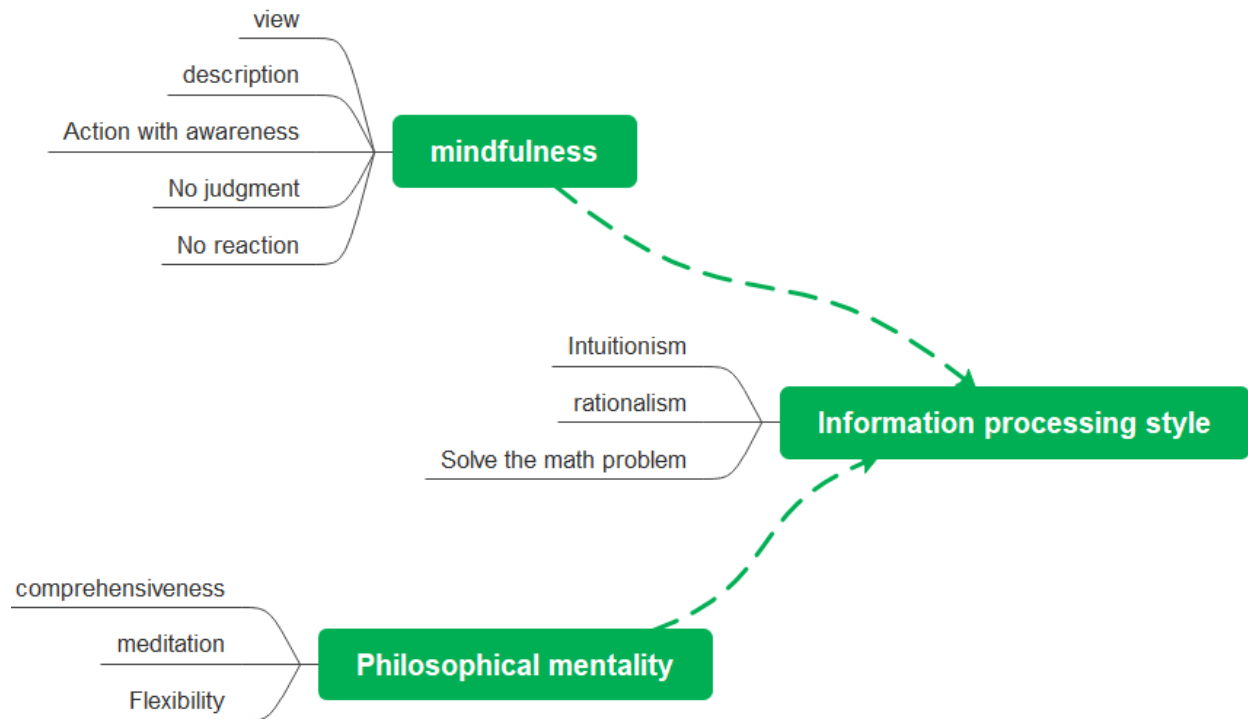 view
description
Action with awareness
No judgment
No reaction
mindfulness
Intuitionism
rationalism
Solve the math problem
Information processing style
comprehensiveness
meditation
Flexibility
Philosophical mentality